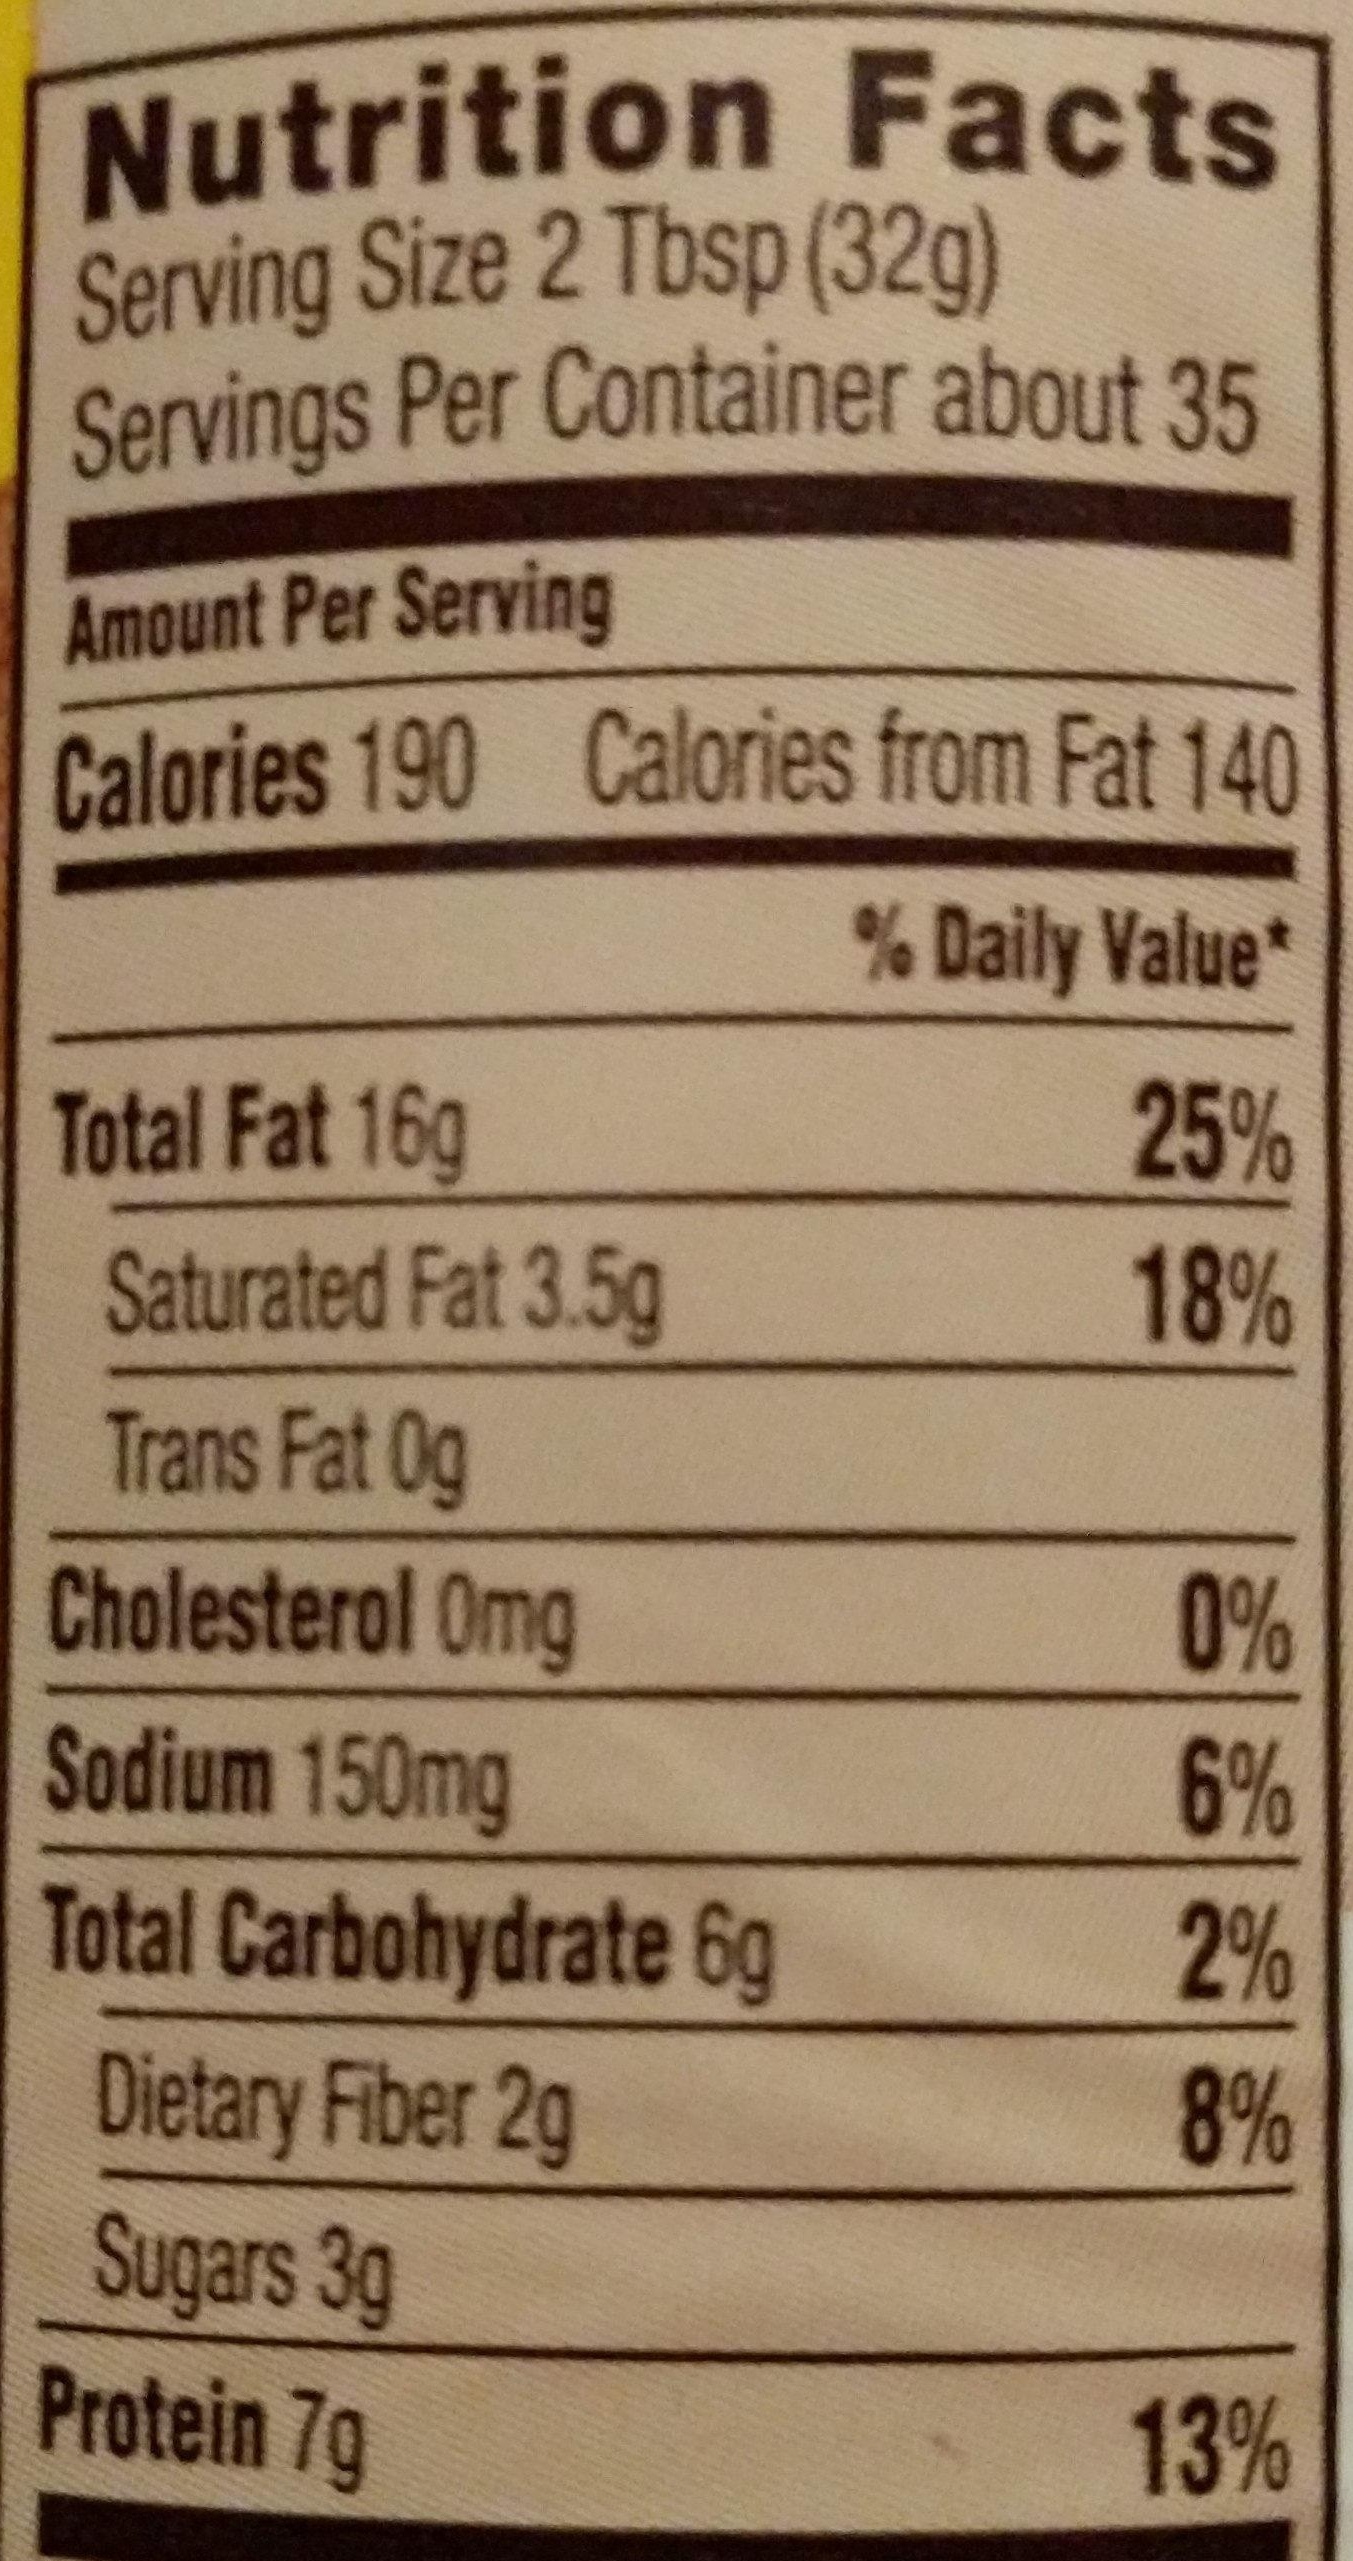 Nutrition Facts
Serving Size 2 Tbsp (32g)
Servings Per Container about 35
Amount Per Serving
Calories 190 Calories from Fat 140
% Daily Value*
Total Fat 16g 25%
Saturated Fat 3.5g 18%
Trans Fat 0g
Cholesterol 0mg 0%
Sodium 150mg 6%
Total Carbohydrate 6g 2%
Dietary Fiber 2g 8%
Sugars 3g
Protein 7g 13%